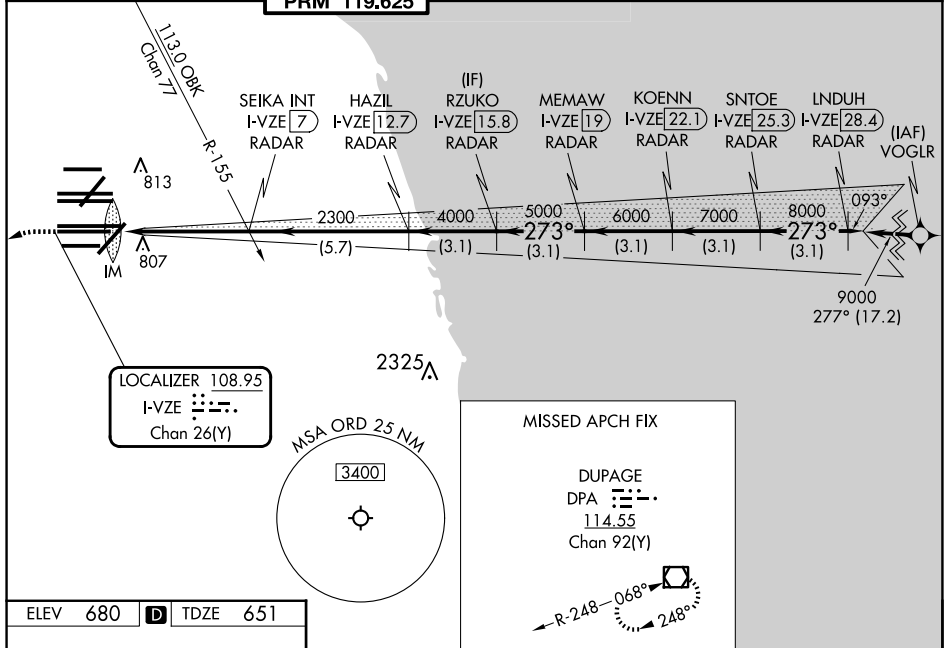 PRM 119.625
113.0 OBK
Chan 77
R-155
SEIKA INT
I-VZE 7
RADAR
HAZIL
I-VZE 12.7
RADAR
(IF)
RZUKO
I-VZE 15.8
RADAR
MEMAW
I-VZE 19
RADAR
KOENN
I-VZE 22.1
RADAR
SNTOE
I-VZE 25.3
RADAR
LNDUH
I-VZE 28.4
RADAR
(IAF)
VOGLR
813
807
IM
2300
4000
5000
6000
7000
8000
093°
273°
273°
(5.7)
(3.1)
(3.1)
(3.1)
(3.1)
(3.1)
9000
277° (17.2)
LOCALIZER 108.95
I-VZE
Chan 26(Y)
2325
MSA ORD 25 NM
3400
MISSED APCH FIX
DUPAGE
DPA
114.55
Chan 92(Y)
R-248
068°
248°
ELEV 680 D TDZE 651